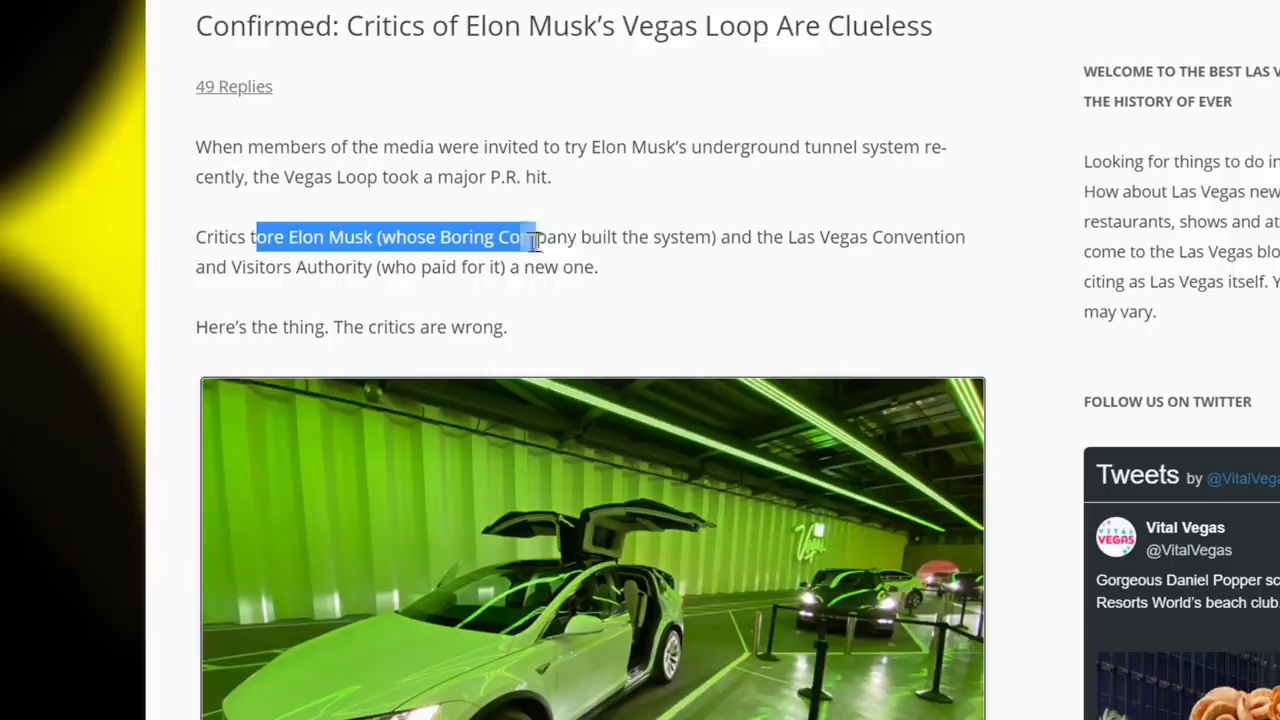 Confirmed: Critics of Elon Musk’s Vegas Loop Are Clueless
49 Replies
When members of the media were invited to try Elon Musk’s underground tunnel system re-
cently, the Vegas Loop took a major P.R. hit.
Critics tore Elon Musk (whose Boring Company built the system) and the Las Vegas Convention
and Visitors Authority (who paid for it) a new one.
Here’s the thing. The critics are wrong.
Vegas
WELCOME TO THE BEST LAS V
THE HISTORY OF EVER
Looking for things to do in
How about Las Vegas new
restaurants, shows and at
come to the Las Vegas blo
citing as Las Vegas itself. Y
may vary.
FOLLOW US ON TWITTER
Tweets by @VitalVega
VITAL
VEGAS
Vital Vegas
@VitalVegas
Gorgeous Daniel Popper sc
Resorts World’s beach club